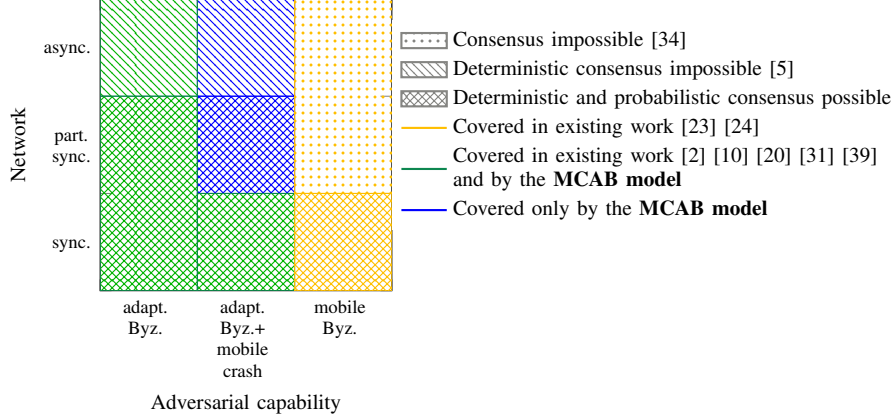 Network
async.
part.
sync.
sync.
adapt.
Byz.
adapt.
Byz.+
mobile
crash
mobile
Byz.
Adversarial capability
Consensus impossible [34]
Deterministic consensus impossible [5]
Deterministic and probabilistic consensus possible
Covered in existing work [23] [24]
Covered in existing work [2] [10] [20] [31] [39]
and by the MCAB model
Covered only by the MCAB model